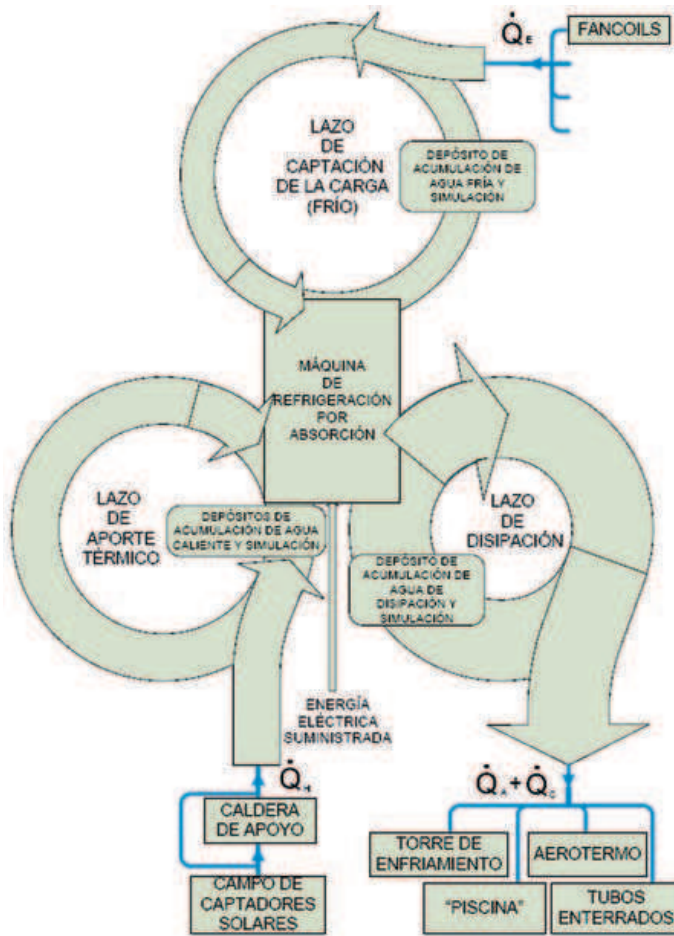 Q̇E
FANCOILS
LAZO
DE
CAPTACIÓN
DE LA CARGA
(FRÍO)
DEPÓSITO DE
ACUMULACIÓN DE
AGUA FRÍA Y
SIMULACIÓN
MÁQUINA
DE
REFRIGERACIÓN
POR
ABSORCIÓN
LAZO
DE
APORTE
TÉRMICO
DEPÓSITOS DE
ACUMULACIÓN DE AGUA
CALIENTE Y SIMULACIÓN
LAZO
DE
DISIPACIÓN
DEPÓSITO DE
ACUMULACIÓN DE
AGUA DE
DISIPACIÓN Y
SIMULACIÓN
ENERGÍA
ELÉCTRICA
SUMINISTRADA
Q̇H
CALDERA
DE APOYO
CAMPO DE
CAPTADORES
SOLARES
Q̇A + Q̇C
TORRE DE
ENFRIAMIENTO
AEROTERMO
"PISCINA"
TUBOS
ENTERRADOS